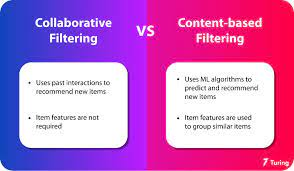 Collaborative
Filtering
VS
Content-based
Filtering
• Uses past interactions to
recommend new items
• Item features are not
required
• Uses ML algorithms to
predict and recommend
new items
• Item features are used
to group similar items
Turing